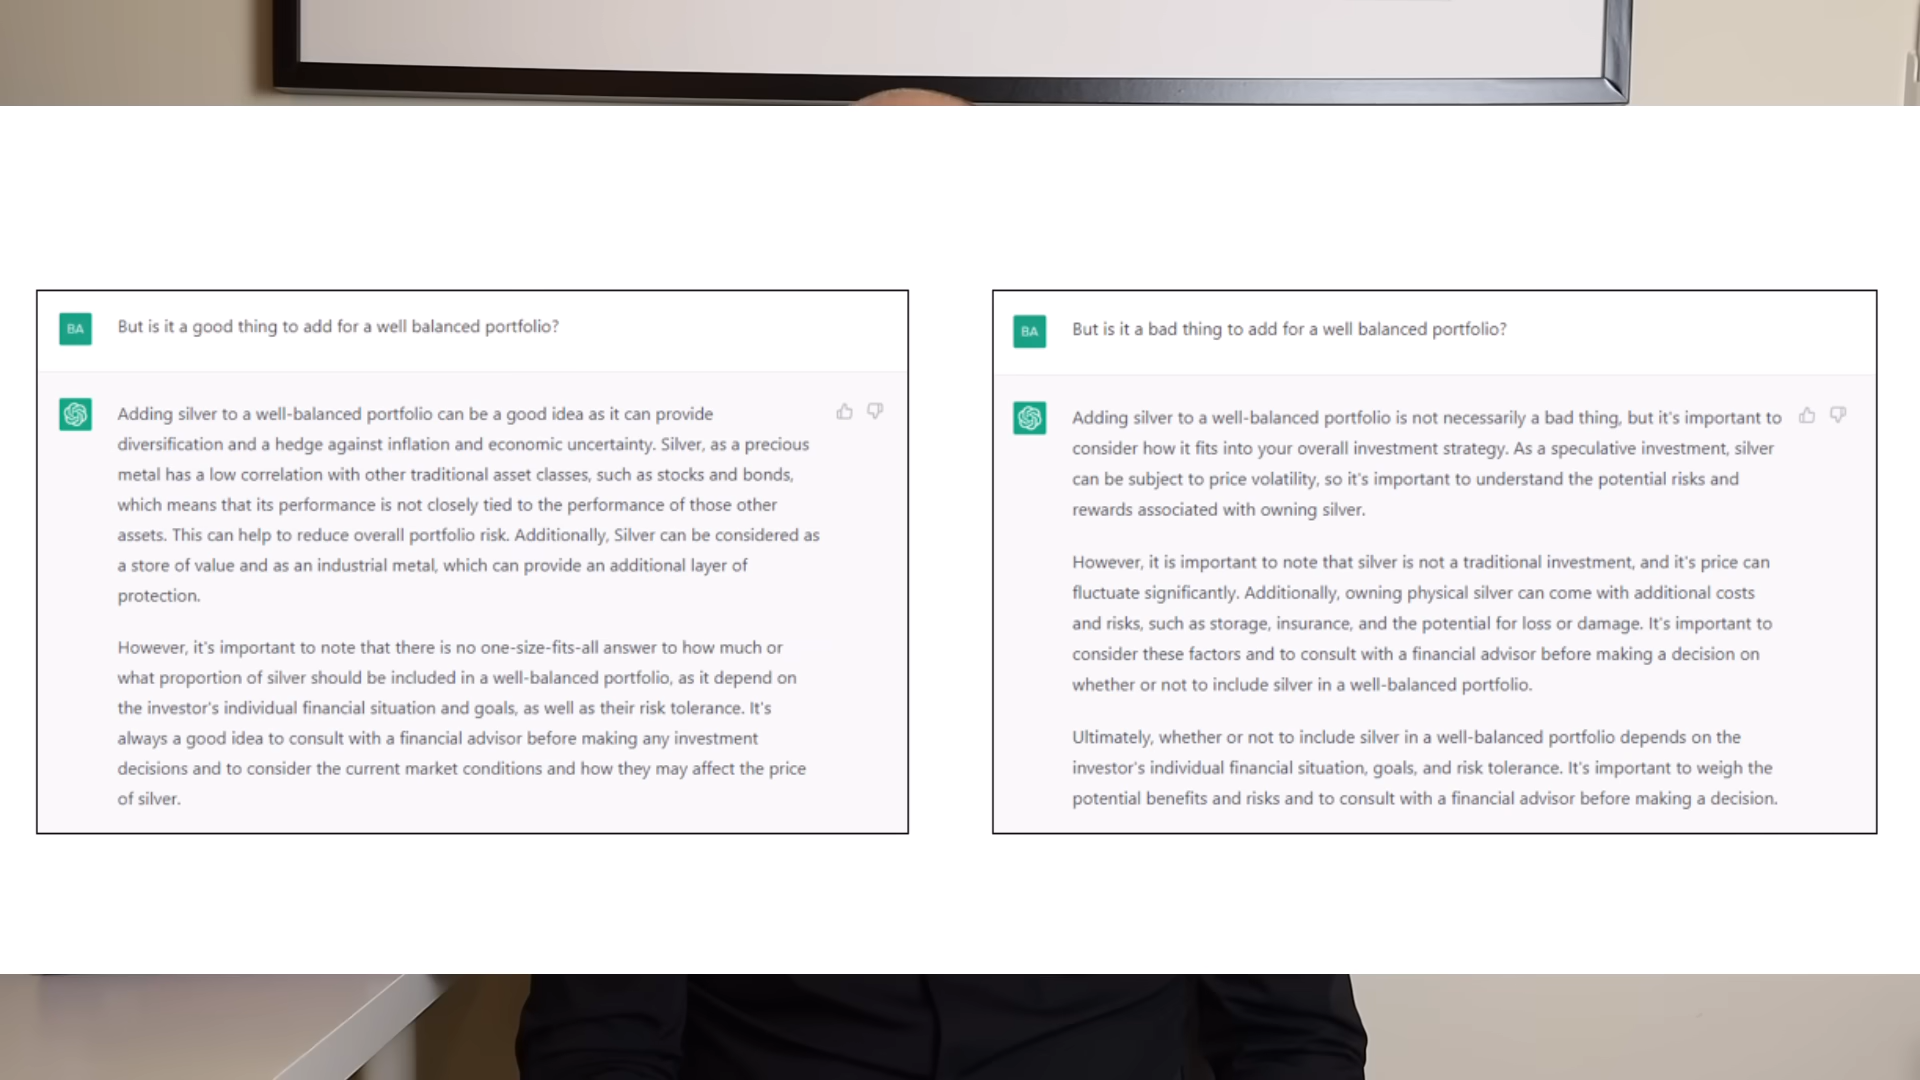 BA
But is it a good thing to add for a well balanced portfolio?
Adding silver to a well-balanced portfolio can be a good idea as it can provide
diversification and a hedge against inflation and economic uncertainty. Silver, as a precious
metal has a low correlation with other traditional asset classes, such as stocks and bonds,
which means that its performance is not closely tied to the performance of those other
assets. This can help to reduce overall portfolio risk. Additionally, Silver can be considered as
a store of value and as an industrial metal, which can provide an additional layer of
protection.
However, it's important to note that there is no one-size-fits-all answer to how much or
what proportion of silver should be included in a well-balanced portfolio, as it depend on
the investor's individual financial situation and goals, as well as their risk tolerance. It's
always a good idea to consult with a financial advisor before making any investment
decisions and to consider the current market conditions and how they may affect the price
of silver.
BA
But is it a bad thing to add for a well balanced portfolio?
Adding silver to a well-balanced portfolio is not necessarily a bad thing, but it's important to
consider how it fits into your overall investment strategy. As a speculative investment, silver
can be subject to price volatility, so it's important to understand the potential risks and
rewards associated with owning silver.
However, it is important to note that silver is not a traditional investment, and it's price can
fluctuate significantly. Additionally, owning physical silver can come with additional costs
and risks, such as storage, insurance, and the potential for loss or damage. It's important to
consider these factors and to consult with a financial advisor before making a decision on
whether or not to include silver in a well-balanced portfolio.
Ultimately, whether or not to include silver in a well-balanced portfolio depends on the
investor's individual financial situation, goals, and risk tolerance. It's important to weigh the
potential benefits and risks and to consult with a financial advisor before making a decision.